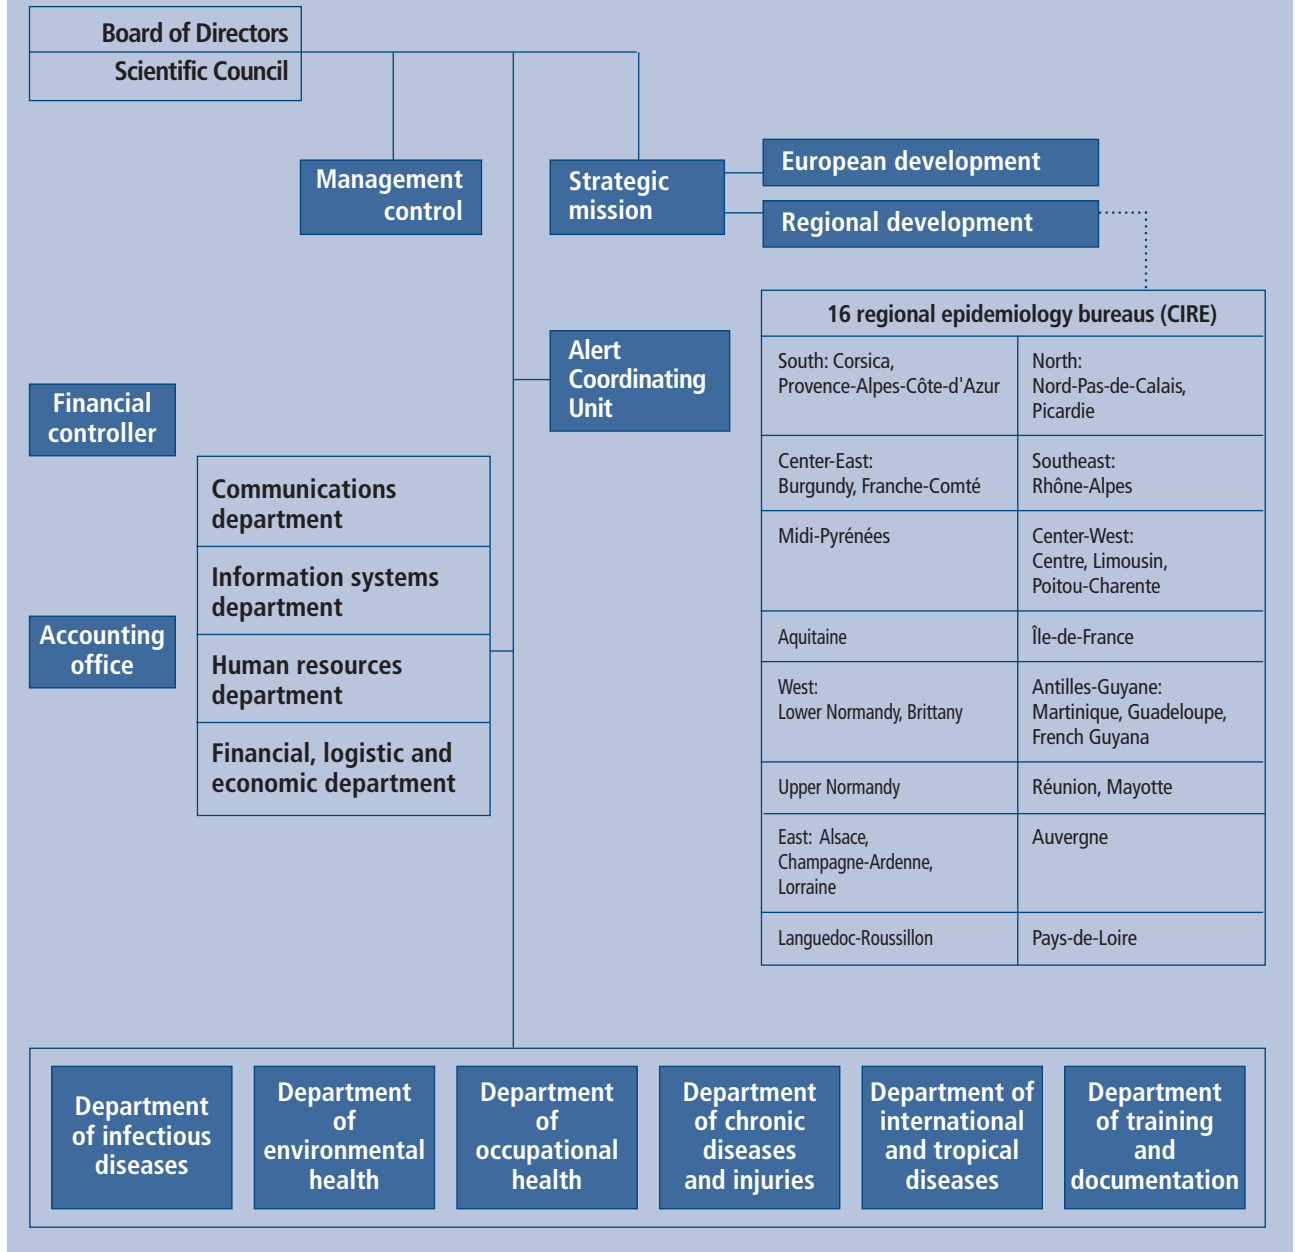 Board of Directors
Scientific Council
Management
control
Strategic
mission
European development
Regional development
16 regional epidemiology bureaus (CIRE)
South: Corsica,
Provence-Alpes-Côte-d'Azur
North:
Nord-Pas-de-Calais,
Picardie
Center-East:
Burgundy, Franche-Comté
Southeast:
Rhône-Alpes
Midi-Pyrénées
Center-West:
Centre, Limousin,
Poitou-Charente
Aquitaine
Île-de-France
West:
Lower Normandy, Brittany
Antilles-Guyane:
Martinique, Guadeloupe,
French Guyana
Upper Normandy
Réunion, Mayotte
East: Alsace,
Champagne-Ardenne,
Lorraine
Auvergne
Languedoc-Roussillon
Pays-de-Loire
Alert
Coordinating
Unit
Financial
controller
Accounting
office
Communications
department
Information systems
department
Human resources
department
Financial, logistic and
economic department
Department
of infectious
diseases
Department
of
environmental
health
Department
of
occupational
health
Department
of chronic
diseases
and injuries
Department of
international
and tropical
diseases
Department
of training
and
documentation